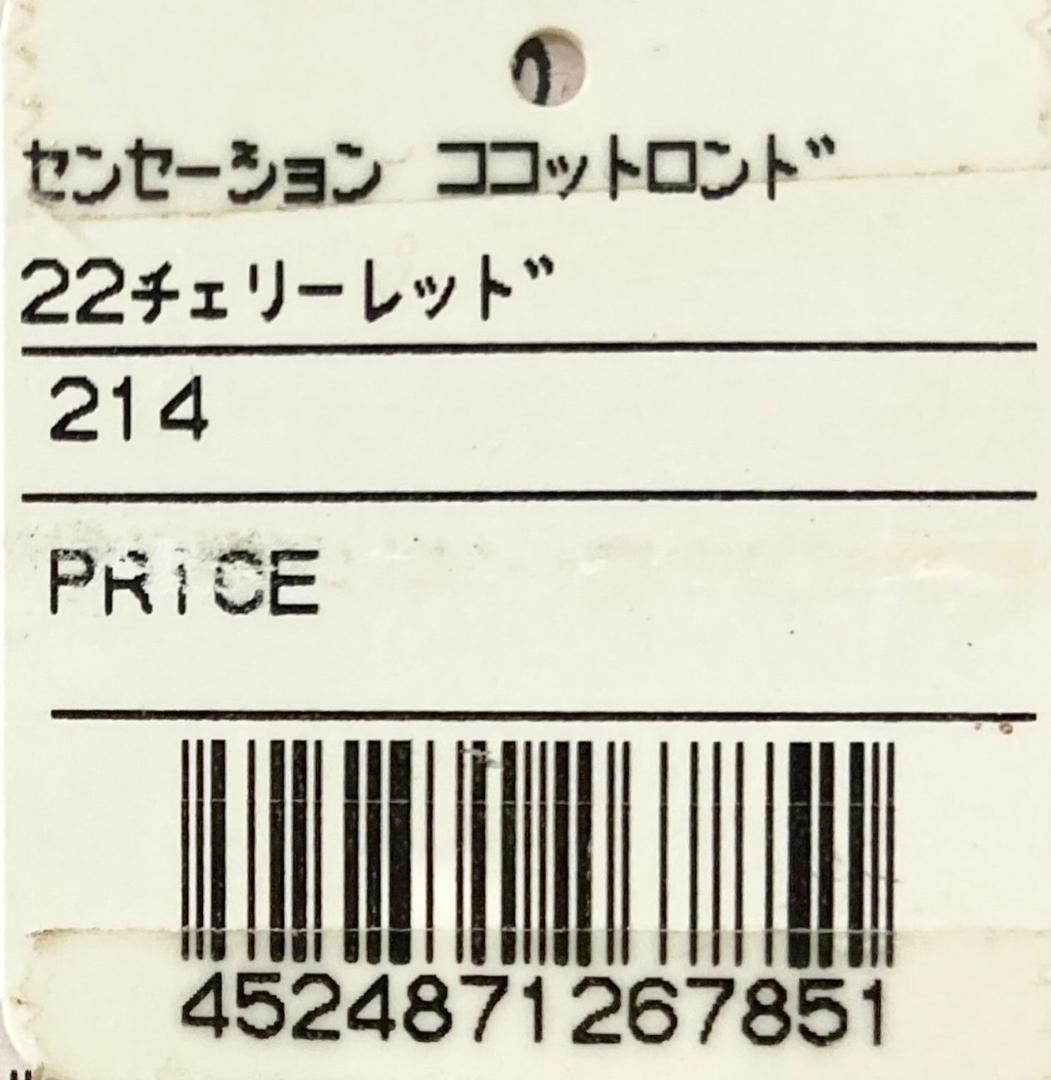 センセーション ココットロンド
22チェリーレッド
214
PRICE
4524871267851